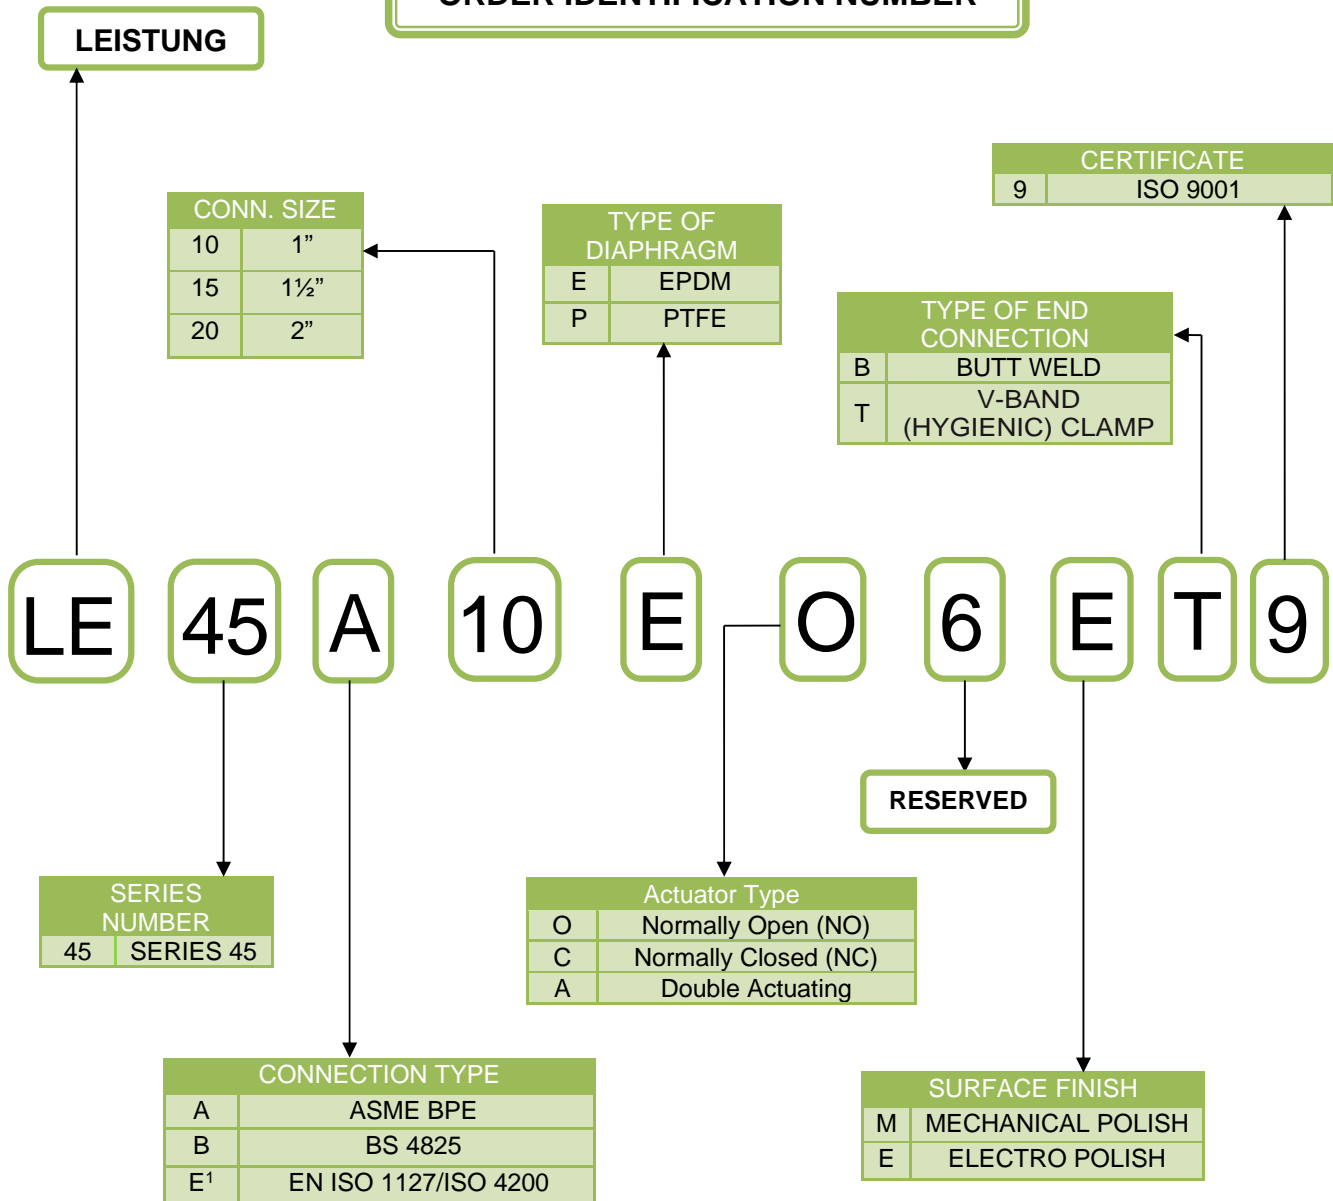 ORDER IDENTIFICATION NUMBER
LEISTUNG
CERTIFICATE
9 ISO 9001
CONN. SIZE
10 1”
15 1½”
20 2”
TYPE OF
DIAPHRAGM
E EPDM
P PTFE
TYPE OF END
CONNECTION
B BUTT WELD
T V-BAND
(HYGIENIC) CLAMP
LE 45 A 10 E O 6 E T 9
RESERVED
SERIES
NUMBER
45 SERIES 45
Actuator Type
O Normally Open (NO)
C Normally Closed (NC)
A Double Actuating
CONNECTION TYPE
A ASME BPE
B BS 4825
E¹ EN ISO 1127/ISO 4200
SURFACE FINISH
M MECHANICAL POLISH
E ELECTRO POLISH